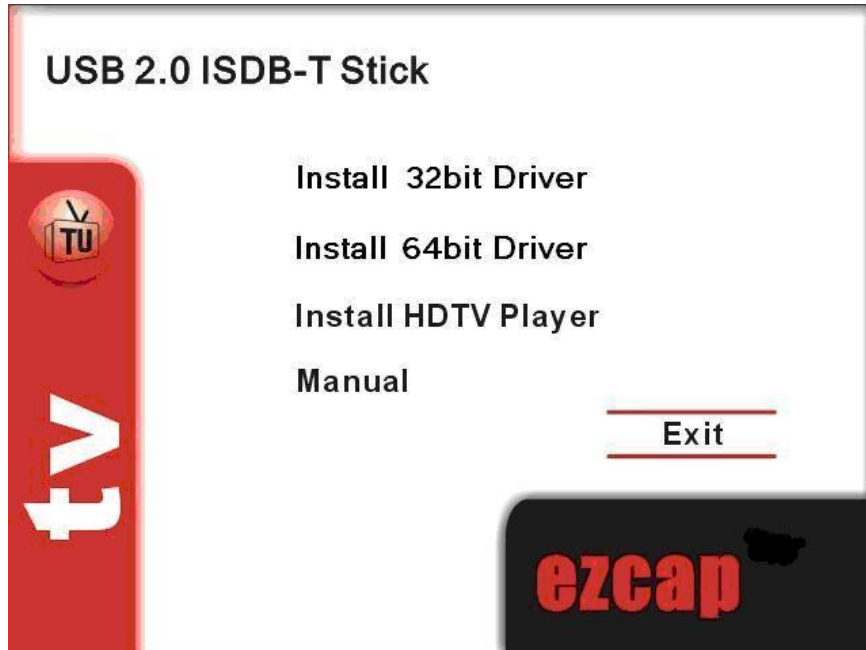 USB 2.0 ISDB-T Stick
Install 32bit Driver
TU
Install 64bit Driver
Install HDTV Player
Manual
Exit
tv
ezcap